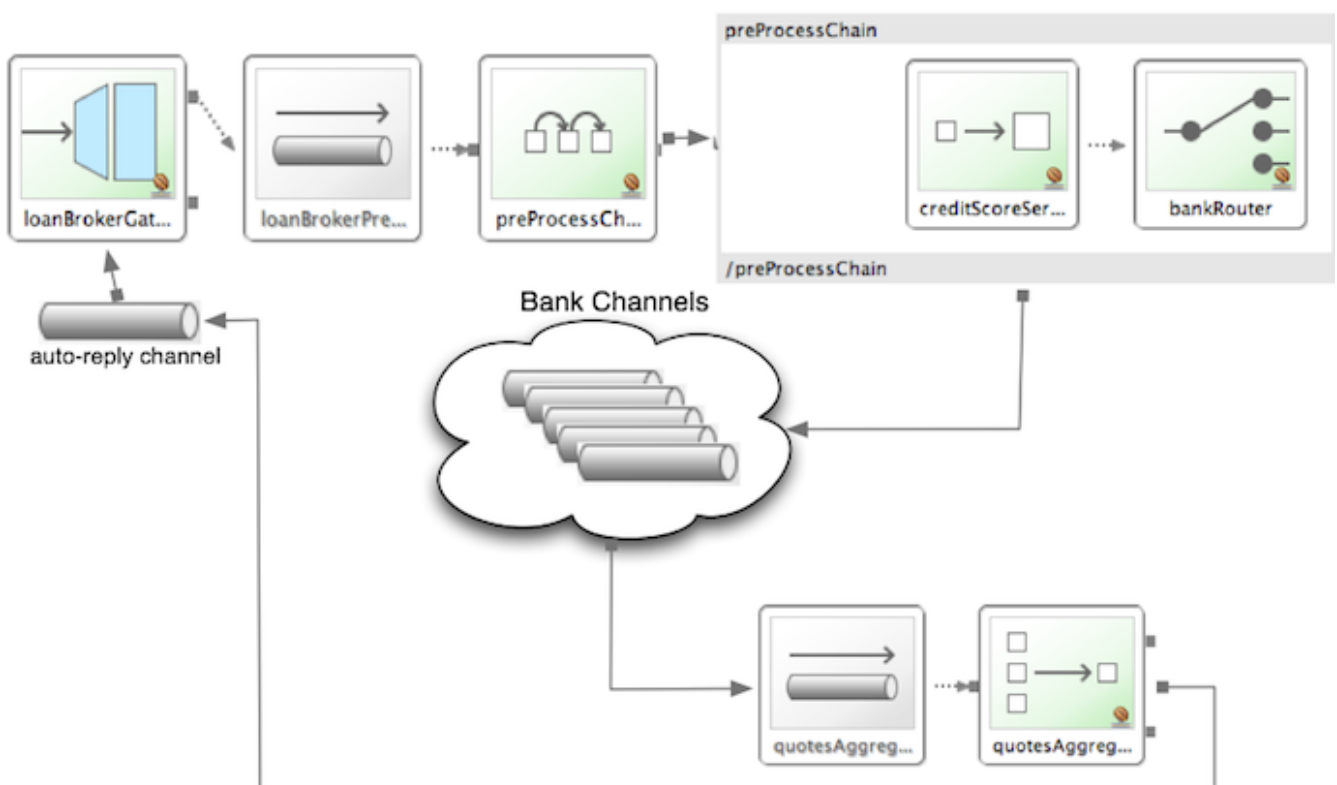 preProcessChain
loanBrokerGat...
loanBrokerPre...
preProcessCh...
creditScoreSer...
bankRouter
/preProcessChain
Bank Channels
auto-reply channel
quotesAggreg...
quotesAggreg...